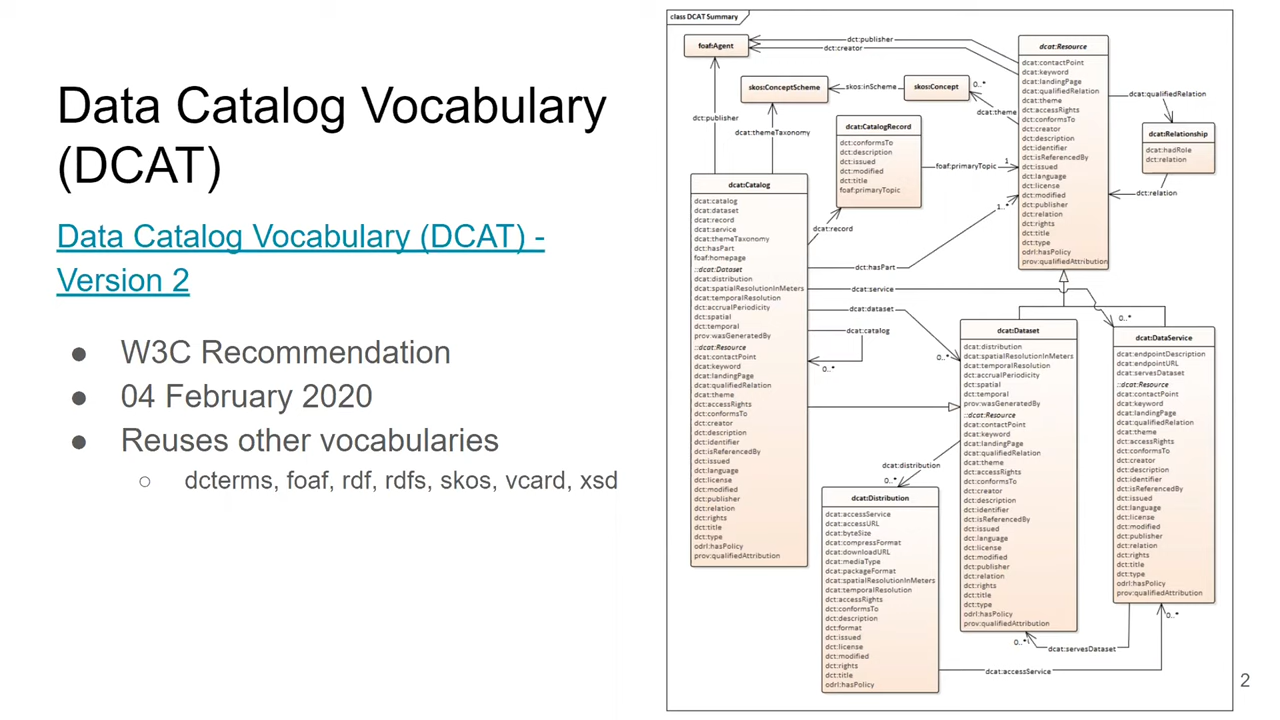 Data Catalog Vocabulary
(DCAT)
Data Catalog Vocabulary (DCAT) -
Version 2
● W3C Recommendation
● 04 February 2020
● Reuses other vocabularies
○ dcterms, foaf, rdf, rdfs, skos, vcard, xsd
class DCAT Summary
foaf:Agent
dct:publisher
dct:creator
skos:ConceptScheme
skos:inScheme
skos:Concept
0..*
dcat:theme
dct:publisher
dcat:themeTaxonomy
dcat:CatalogRecord
dct:conformsTo
dct:description
dct:issued
dct:modified
dct:title
foaf:primaryTopic
foaf:primaryTopic
1
dcat:record
1..*
dcat:Resource
dcat:contactPoint
dcat:keyword
dcat:landingPage
dcat:qualifiedRelation
dcat:theme
dct:accessRights
dct:conformsTo
dct:creator
dct:description
dct:identifier
dct:isReferencedBy
dct:issued
dct:language
dct:license
dct:modified
dct:publisher
dct:relation
dct:rights
dct:title
dct:type
odrl:hasPolicy
prov:qualifiedAttribution
dcat:qualifiedRelation
dcat:Relationship
dcat:hadRole
dct:relation
dct:relation
dcat:Catalog
dcat:catalog
dcat:dataset
dcat:record
dcat:service
dcat:themeTaxonomy
dct:hasPart
foaf:homepage
::dcat:Dataset
dcat:distribution
dcat:spatialResolutionInMeters
dcat:temporalResolution
dct:accrualPeriodicity
dct:spatial
dct:temporal
prov:wasGeneratedBy
::dcat:Resource
dcat:contactPoint
dcat:keyword
dcat:landingPage
dcat:qualifiedRelation
dcat:theme
dct:accessRights
dct:conformsTo
dct:creator
dct:description
dct:identifier
dct:isReferencedBy
dct:issued
dct:language
dct:license
dct:modified
dct:publisher
dct:relation
dct:rights
dct:title
dct:type
odrl:hasPolicy
prov:qualifiedAttribution
dct:hasPart
dcat:service
0..*
dcat:dataset
0..*
dcat:catalog
0..*
dcat:Dataset
dcat:distribution
dcat:spatialResolutionInMeters
dcat:temporalResolution
dct:accrualPeriodicity
dct:spatial
dct:temporal
prov:wasGeneratedBy
::dcat:Resource
dcat:contactPoint
dcat:keyword
dcat:landingPage
dcat:qualifiedRelation
dcat:theme
dct:accessRights
dct:conformsTo
dct:creator
dct:description
dct:identifier
dct:isReferencedBy
dct:issued
dct:language
dct:license
dct:modified
dct:publisher
dct:relation
dct:rights
dct:title
dct:type
odrl:hasPolicy
prov:qualifiedAttribution
dcat:DataService
dcat:endpointDescription
dcat:endpointURL
dcat:servesDataset
::dcat:Resource
dcat:contactPoint
dcat:keyword
dcat:landingPage
dcat:qualifiedRelation
dcat:theme
dct:accessRights
dct:conformsTo
dct:creator
dct:description
dct:identifier
dct:isReferencedBy
dct:issued
dct:language
dct:license
dct:modified
dct:publisher
dct:relation
dct:rights
dct:title
dct:type
odrl:hasPolicy
prov:qualifiedAttribution
dcat:distribution
0..*
dcat:Distribution
dcat:accessService
dcat:accessURL
dcat:byteSize
dcat:compressFormat
dcat:downloadURL
dcat:mediaType
dcat:packageFormat
dcat:spatialResolutionInMeters
dcat:temporalResolution
dct:accessRights
dct:conformsTo
dct:description
dct:format
dct:issued
dct:license
dct:modified
dct:rights
dct:title
odrl:hasPolicy
0..*
dcat:servesDataset
0..*
dcat:accessService
2